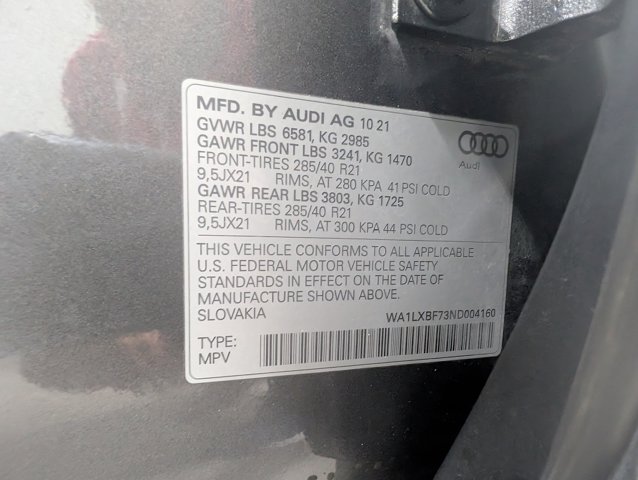 MFD. BY AUDI AG 10 21
GVWR LBS 6581, KG 2985
GAWR FRONT LBS 3241, KG 1470
FRONT-TIRES 285/40 R21
9,5JX21 RIMS, AT 280 KPA 41 PSI COLD
GAWR REAR LBS 3803, KG 1725
REAR-TIRES 285/40 R21
9,5JX21 RIMS, AT 300 KPA 44 PSI COLD
Audi
THIS VEHICLE CONFORMS TO ALL APPLICABLE
U.S. FEDERAL MOTOR VEHICLE SAFETY
STANDARDS IN EFFECT ON THE DATE OF
MANUFACTURE SHOWN ABOVE.
SLOVAKIA WA1LXBF73ND004160
TYPE:
MPV